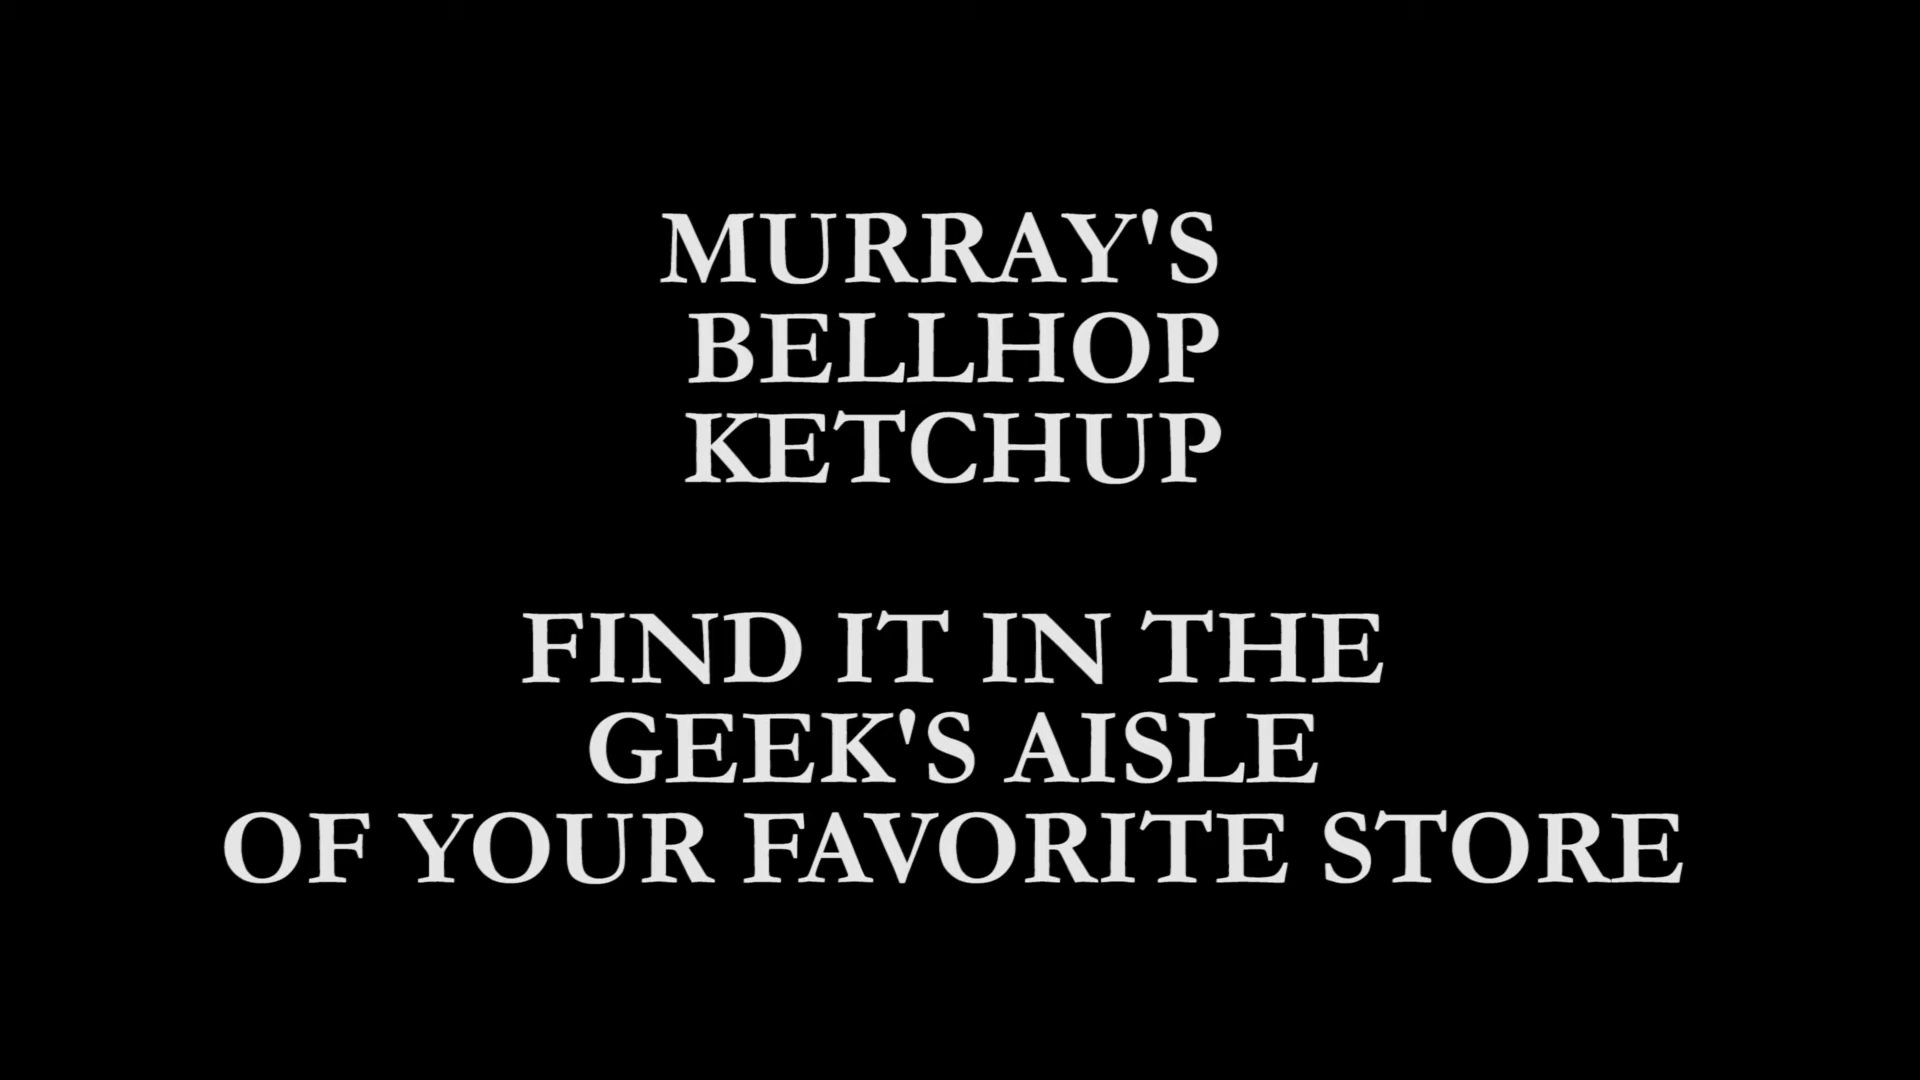 MURRAY'S
BELLHOP
KETCHUP
FIND IT IN THE
GEEK'S AISLE
OF YOUR FAVORITE STORE